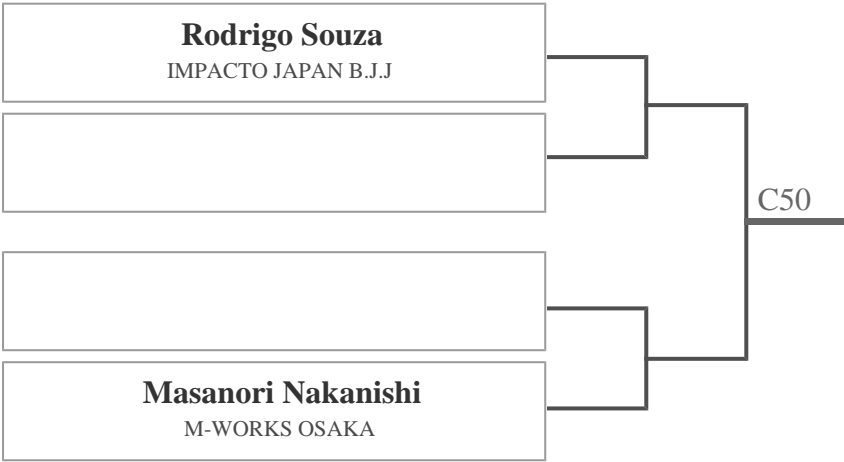 Rodrigo Souza
IMPACTO JAPAN B.J.J
C50
Masanori Nakanishi
M-WORKS OSAKA